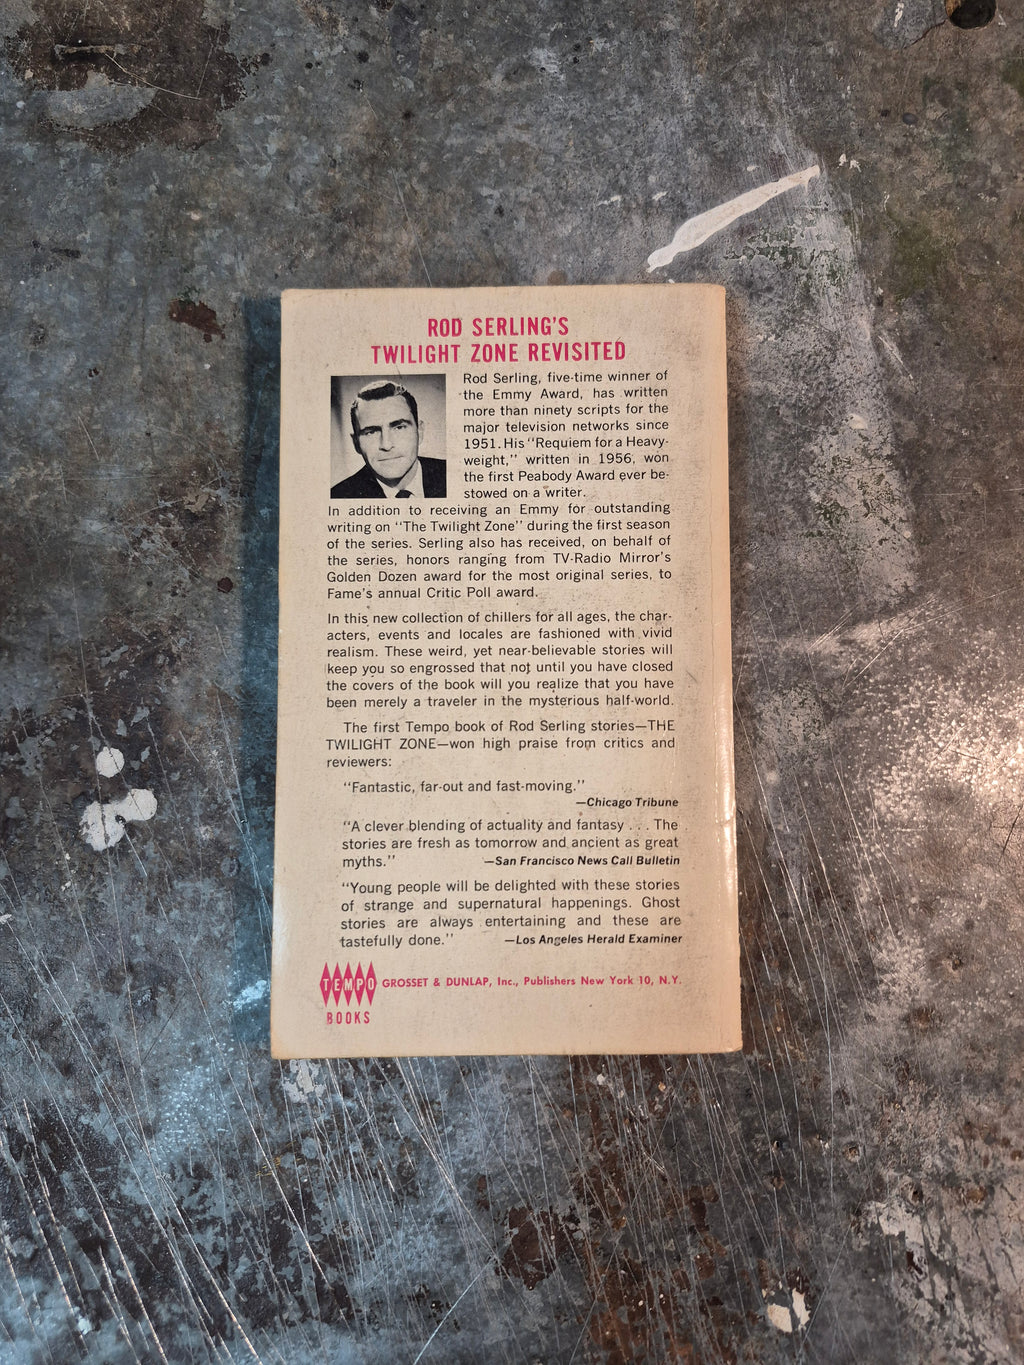 ROD SERLING'S
TWILIGHT ZONE REVISITED
Rod Serling, five-time winner of
the Emmy Award, has written
more than ninety scripts for the
major television networks since
1951. His "Requiem for a Heavy-
weight," written in 1956, won
the first Peabody Award ever be-
stowed on a writer.
In addition to receiving an Emmy for outstanding
writing on "The Twilight Zone" during the first season
of the series. Serling also has received, on behalf of
the series, honors ranging from TV-Radio Mirror's
Golden Dozen award for the most original series, to
Fame's annual Critic Poll award.
In this new collection of chillers for all ages, the char-
acters, events and locales are fashioned with vivid
realism. These weird, yet near-believable stories will
keep you so engrossed that not until you have closed
the covers of the book will you realize that you have
been merely a traveler in the mysterious half-world.
The first Tempo book of Rod Serling stories—THE
TWILIGHT ZONE—won high praise from critics and
reviewers:
"Fantastic, far-out and fast-moving."
—Chicago Tribune
"A clever blending of actuality and fantasy . . . The
stories are fresh as tomorrow and ancient as great
myths." —San Francisco News Call Bulletin
"Young people will be delighted with these stories
of strange and supernatural happenings. Ghost
stories are always entertaining and these are
tastefully done." —Los Angeles Herald Examiner
TEMPO GROSSET & DUNLAP, Inc., Publishers New York 10, N.Y.
BOOKS